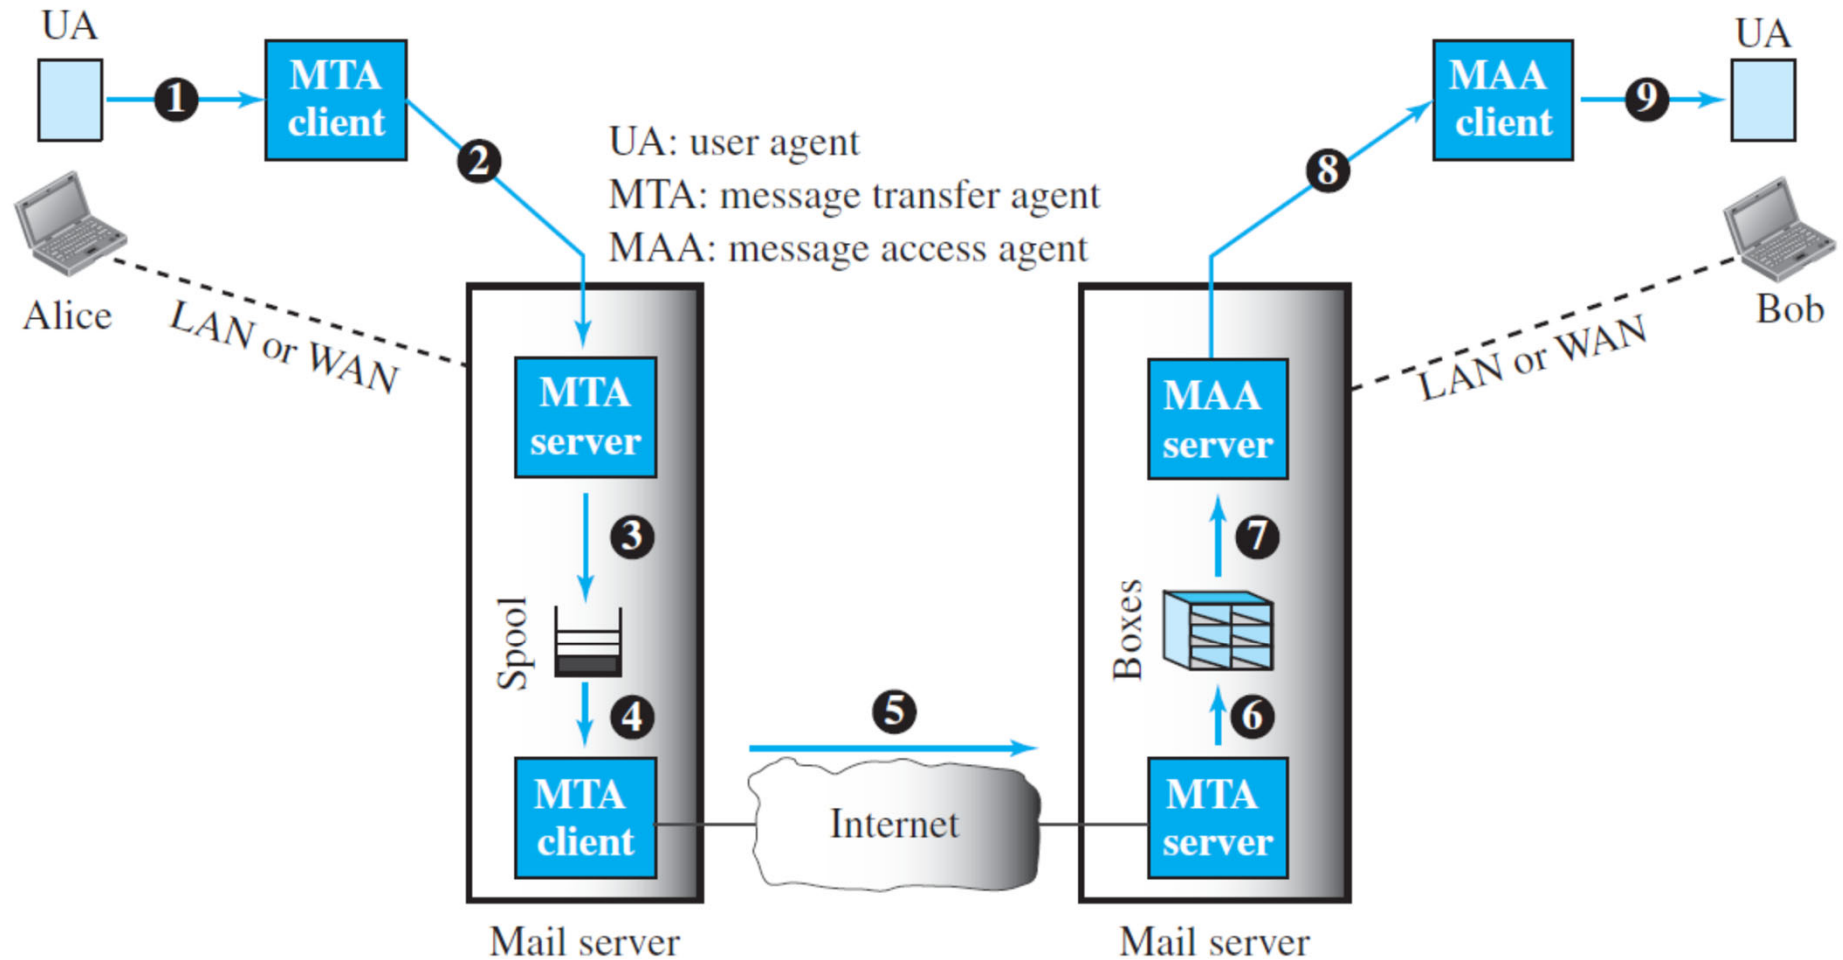 UA
MTA
client
1
2
UA: user agent
MTA: message transfer agent
MAA: message access agent
8
MAA
client
9
UA
Alice
LAN or WAN
Bob
LAN or WAN
MTA
server
3
Spool
4
MTA
client
Mail server
5
Internet
MAA
server
7
Boxes
6
MTA
server
Mail server